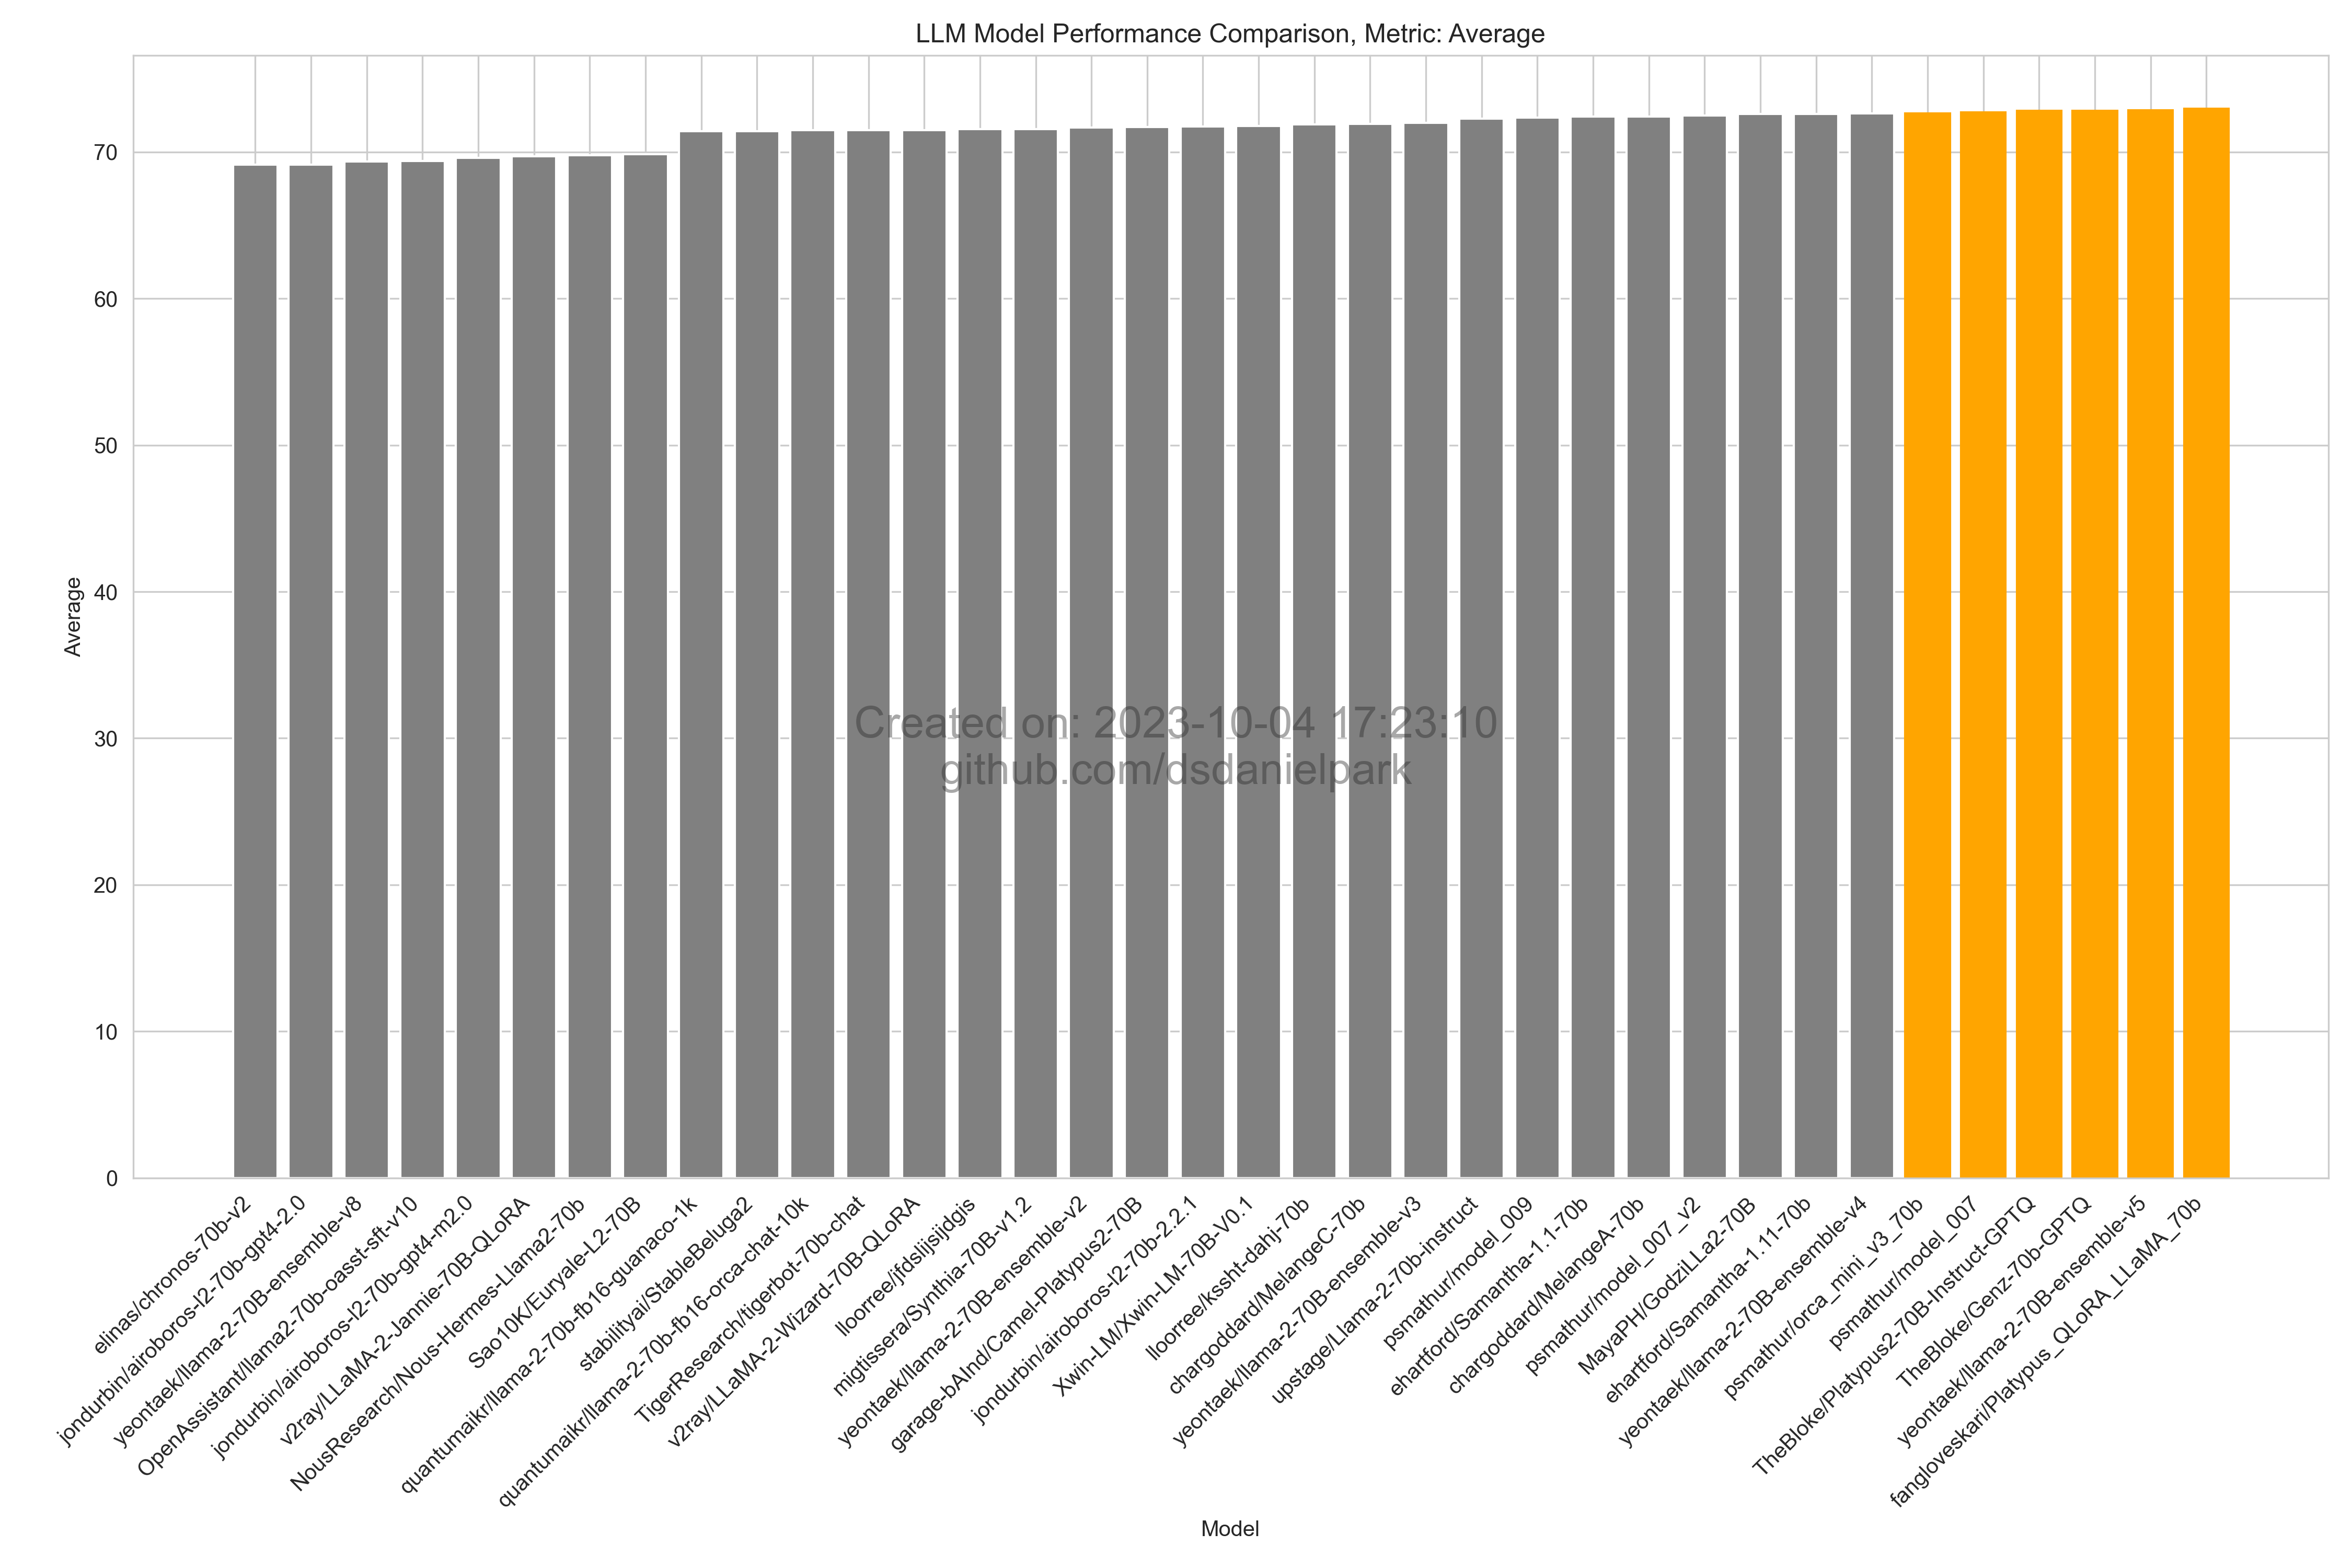 LLM Model Performance Comparison, Metric: Average
70
60
50
40
30
20
10
0
Average
Created on: 2023-10-04 17:23:10
github.com/dsdanielpark
elinas/chronos-70b-v2
jondurbin/airoboros-l2-70b-gpt4-2.0
yeontaek/llama-2-70B-ensemble-v8
OpenAssistant/llama2-70b-oasst-sft-v10
jondurbin/airoboros-l2-70b-gpt4-m2.0
v2ray/LLaMA-2-Jannie-70B-QLoRA
NousResearch/Nous-Hermes-Llama2-70b
Sao10K/Euryale-L2-70B
quantumaikr/llama-2-70b-fb16-guanaco-1k
stabilityai/StableBeluga2
quantumaikr/llama-2-70b-fb16-orca-chat-10k
TigerResearch/tigerbot-70b-chat
v2ray/LLaMA-2-Wizard-70B-QLoRA
lloorree/jfdslijsijdgis
migtissera/Synthia-70B-v1.2
yeontaek/llama-2-70B-ensemble-v2
garage-bAInd/Camel-Platypus2-70B
jondurbin/airoboros-l2-70b-2.2.1
Xwin-LM/Xwin-LM-70B-V0.1
lloorree/kssht-dahj-70b
chargoddard/MelangeC-70b
yeontaek/llama-2-70B-ensemble-v3
upstage/Llama-2-70b-instruct
psmathur/model_009
ehartford/Samantha-1.1-70b
chargoddard/MelangeA-70b
psmathur/model_007_v2
MayaPH/GodziLLa2-70B
ehartford/Samantha-1.11-70b
yeontaek/llama-2-70B-ensemble-v4
psmathur/orca_mini_v3_70b
psmathur/model_007
TheBloke/Platypus2-70B-Instruct-GPTQ
TheBloke/Genz-70b-GPTQ
yeontaek/llama-2-70B-ensemble-v5
fangloveskari/Platypus_QLoRA_LLaMA_70b
Model